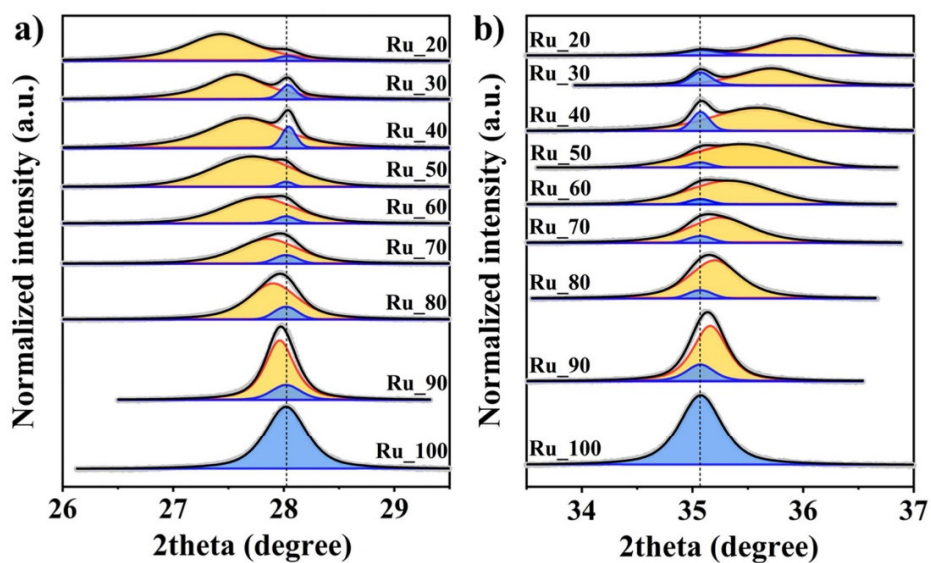 a)
Normalized intensity (a.u.)
Ru_20
Ru_30
Ru_40
Ru_50
Ru_60
Ru_70
Ru_80
Ru_90
Ru_100
26 27 28 29
2theta (degree)
b)
Normalized intensity (a.u.)
Ru_20
Ru_30
Ru_40
Ru_50
Ru_60
Ru_70
Ru_80
Ru_90
Ru_100
34 35 36 37
2theta (degree)